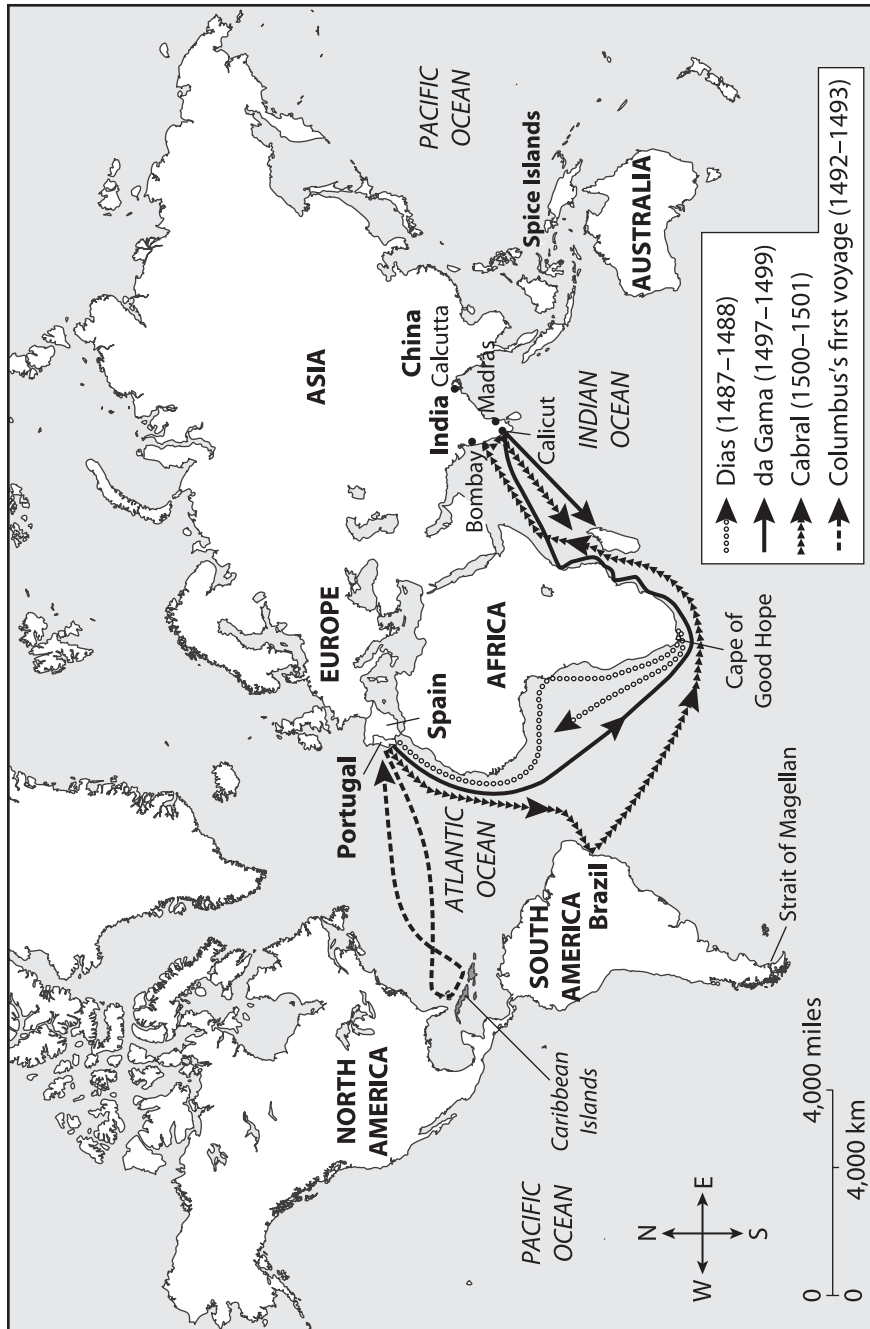 PACIFIC
OCEAN
NORTH
AMERICA
Caribbean
Islands
SOUTH
AMERICA
Brazil
Strait of Magellan
ATLANTIC
OCEAN
Portugal
Spain
EUROPE
AFRICA
Cape of
Good Hope
ASIA
China
India
Calcutta
Bombay
Madras
Calicut
INDIAN
OCEAN
Spice Islands
AUSTRALIA
PACIFIC
OCEAN
N
W
E
S
0
4,000 miles
0
4,000 km
Dias (1487–1488)
da Gama (1497–1499)
Cabral (1500–1501)
Columbus's first voyage (1492–1493)